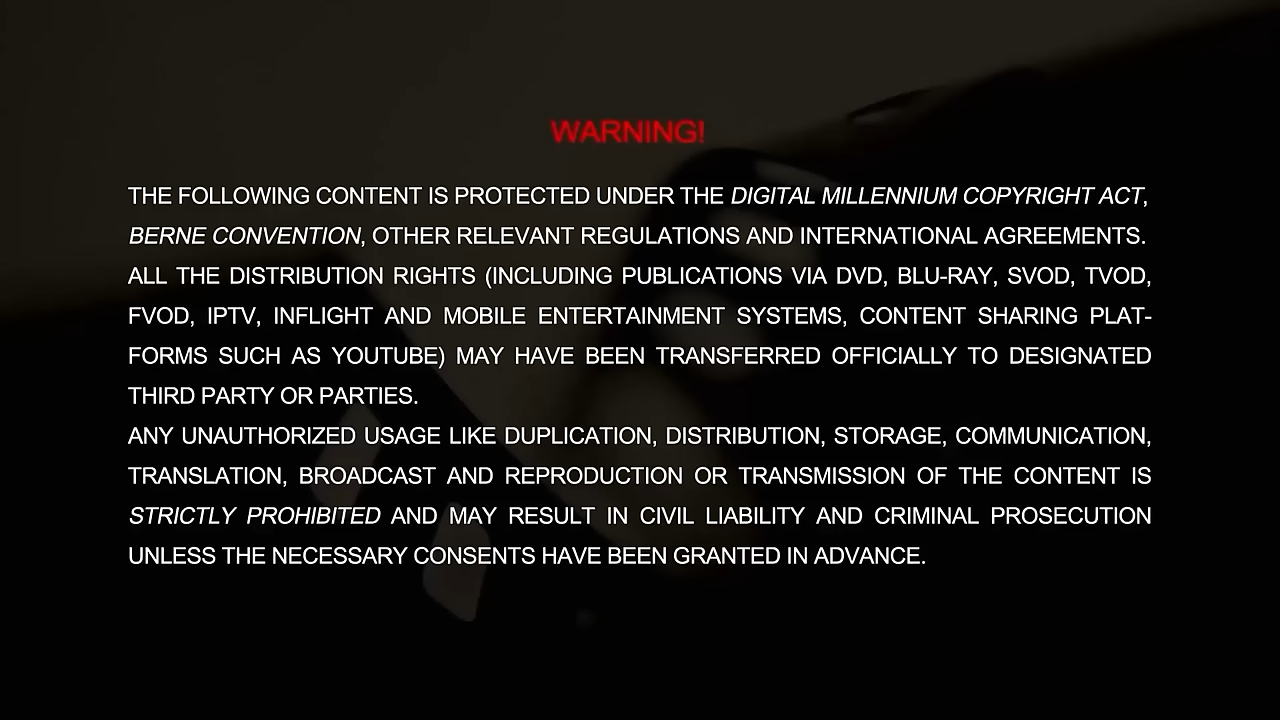 WARNING!
THE FOLLOWING CONTENT IS PROTECTED UNDER THE DIGITAL MILLENNIUM COPYRIGHT ACT,
BERNE CONVENTION, OTHER RELEVANT REGULATIONS AND INTERNATIONAL AGREEMENTS.
ALL THE DISTRIBUTION RIGHTS (INCLUDING PUBLICATIONS VIA DVD, BLU-RAY, SVOD, TVOD,
FVOD, IPTV, INFLIGHT AND MOBILE ENTERTAINMENT SYSTEMS, CONTENT SHARING PLAT-
FORMS SUCH AS YOUTUBE) MAY HAVE BEEN TRANSFERRED OFFICIALLY TO DESIGNATED
THIRD PARTY OR PARTIES.
ANY UNAUTHORIZED USAGE LIKE DUPLICATION, DISTRIBUTION, STORAGE, COMMUNICATION,
TRANSLATION, BROADCAST AND REPRODUCTION OR TRANSMISSION OF THE CONTENT IS
STRICTLY PROHIBITED AND MAY RESULT IN CIVIL LIABILITY AND CRIMINAL PROSECUTION
UNLESS THE NECESSARY CONSENTS HAVE BEEN GRANTED IN ADVANCE.